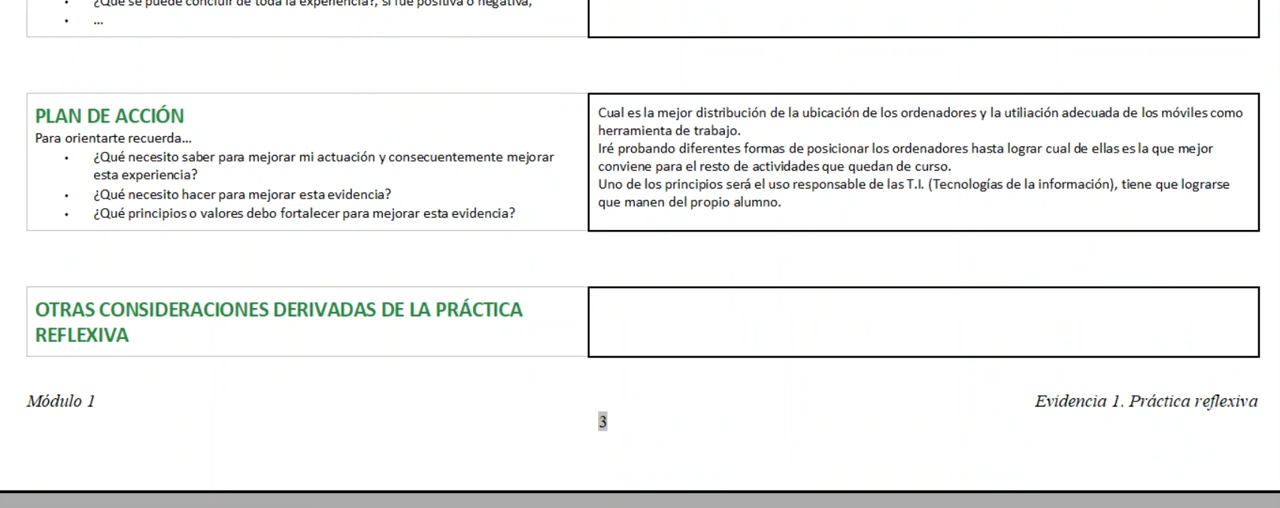 ¿Qué se puede concluir de toda la experiencia?, si fue positiva o negativa,
...
PLAN DE ACCIÓN
Para orientarte recuerda...
¿Qué necesito saber para mejorar mi actuación y consecuentemente mejorar
esta experiencia?
¿Qué necesito hacer para mejorar esta evidencia?
¿Qué principios o valores debo fortalecer para mejorar esta evidencia?
Cual es la mejor distribución de la ubicación de los ordenadores y la utiliación adecuada de los móviles como
herramienta de trabajo.
Iré probando diferentes formas de posicionar los ordenadores hasta lograr cual de ellas es la que mejor
conviene para el resto de actividades que quedan de curso.
Uno de los principios será el uso responsable de las T.I. (Tecnologías de la información), tiene que lograrse
que manen del propio alumno.
OTRAS CONSIDERACIONES DERIVADAS DE LA PRÁCTICA
REFLEXIVA
Módulo 1
Evidencia 1. Práctica reflexiva
3